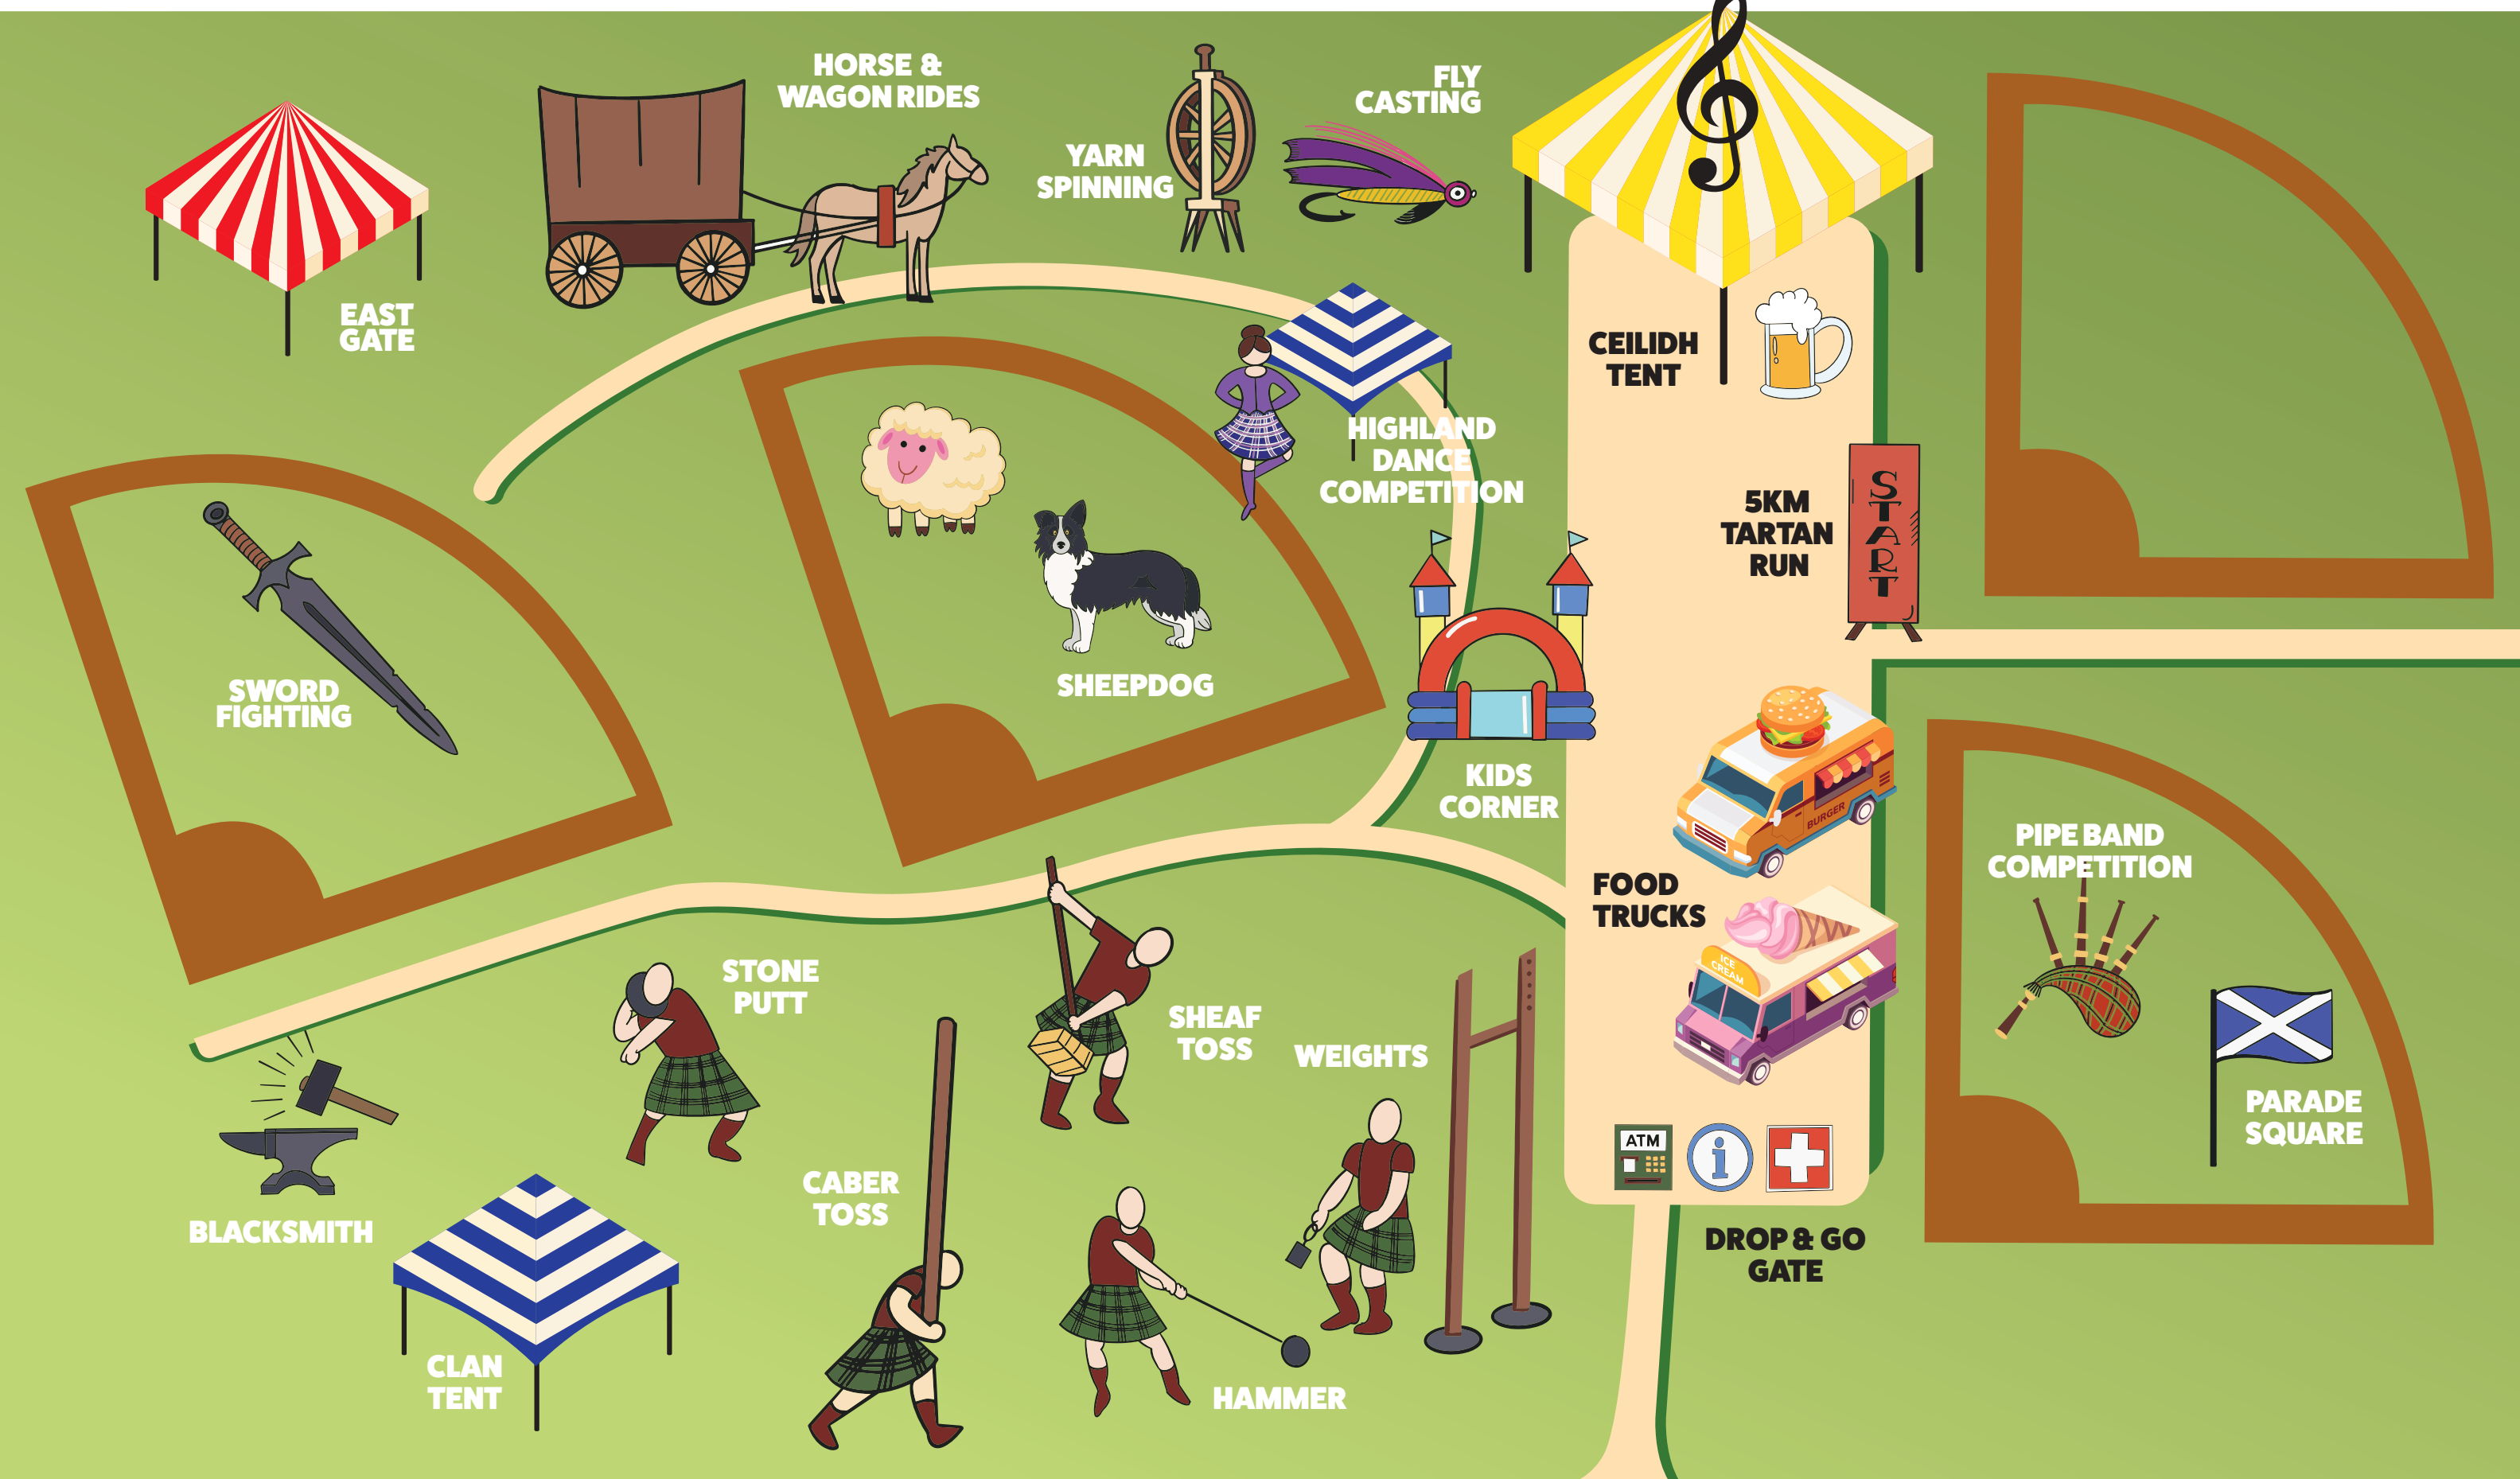 HORSE &
WAGON RIDES
FLY
CASTING
YARN
SPINNING
EAST
GATE
CEILIDH
TENT
HIGHLAND
DANCE
COMPETITION
5KM
TARTAN
RUN
START
SWORD
FIGHTING
SHEEPDOG
KIDS
CORNER
BURGER
PIPE BAND
COMPETITION
FOOD
TRUCKS
ICE
CREAM
STONE
PUTT
SHEAF
TOSS
WEIGHTS
PARADE
SQUARE
ATM
i
CABER
TOSS
BLACKSMITH
DROP & GO
GATE
CLAN
TENT
HAMMER